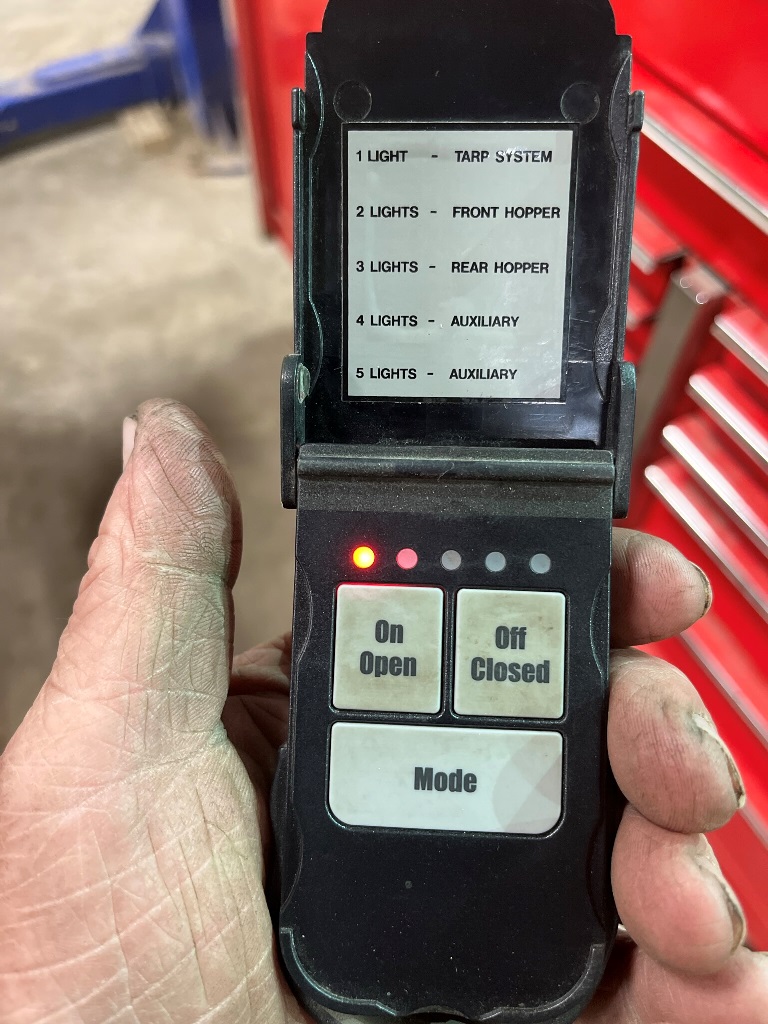 1 LIGHT - TARP SYSTEM
2 LIGHTS - FRONT HOPPER
3 LIGHTS - REAR HOPPER
4 LIGHTS - AUXILIARY
5 LIGHTS - AUXILIARY
On Open
Off Closed
Mode